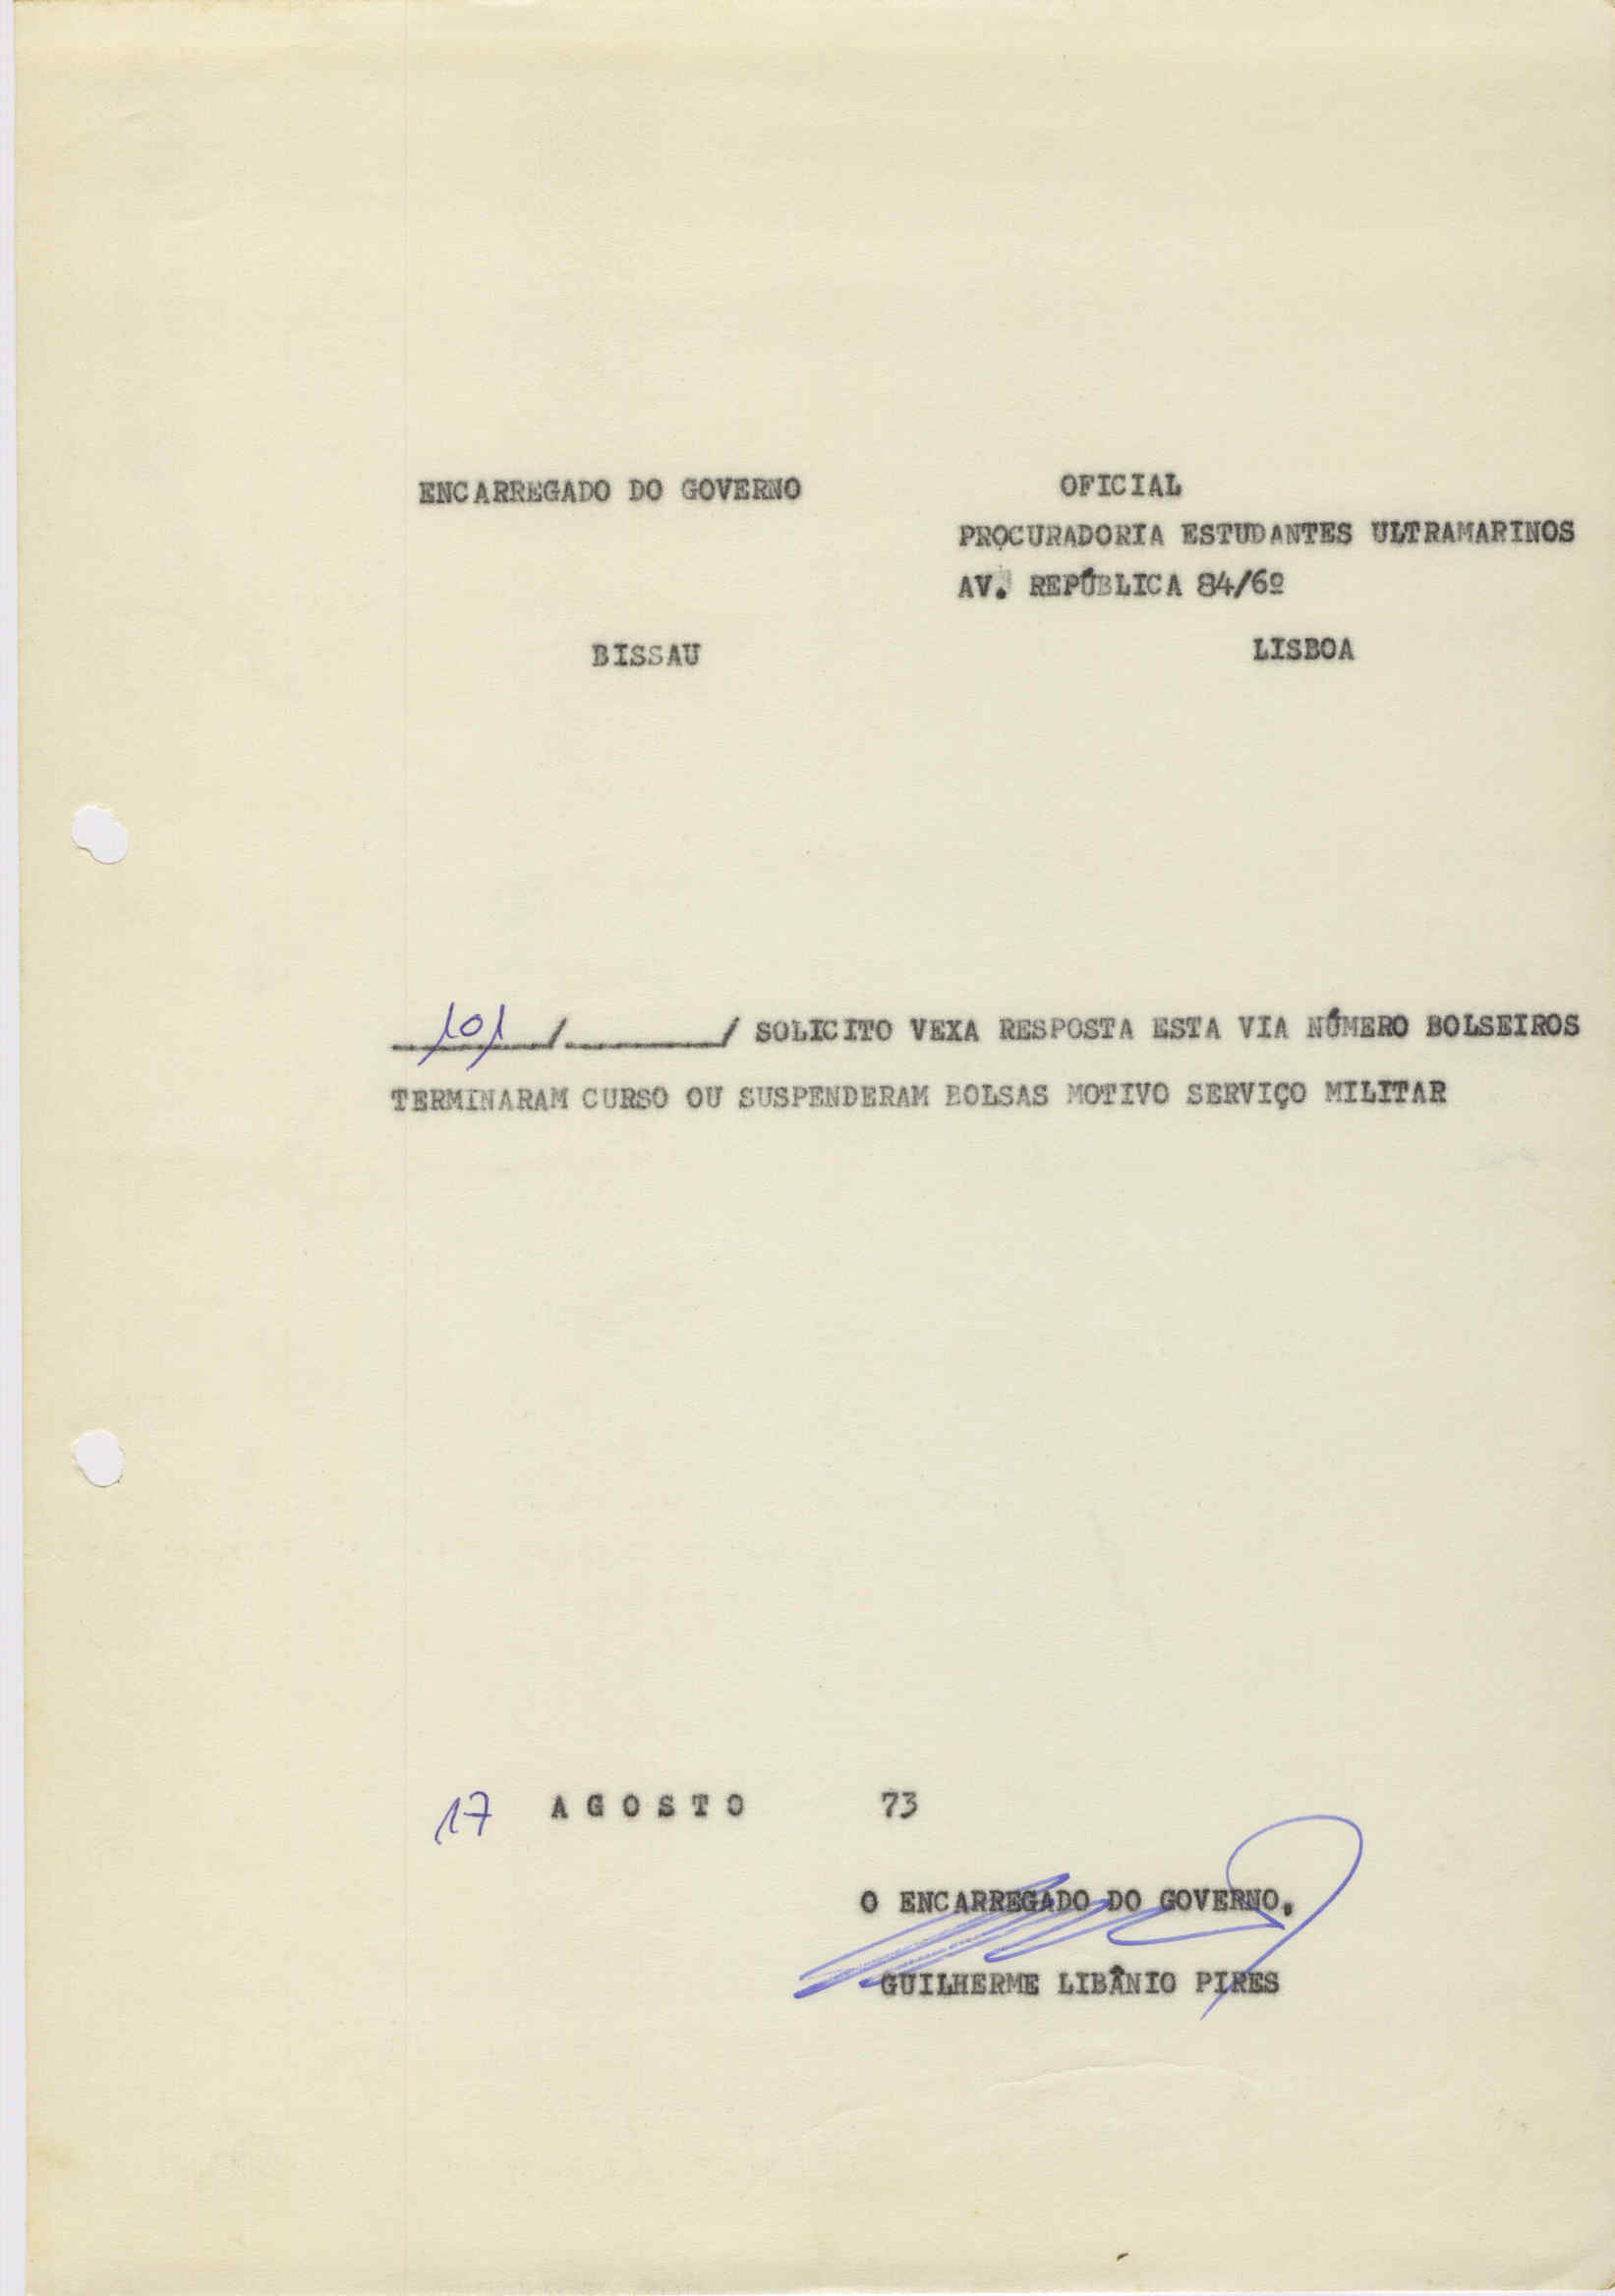 ENCARREGADO DO GOVERNO
BISSAU
OFICIAL
PROCURADORIA ESTUDANTES ULTRAMARINOS
AV. REPÚBLICA 84/6º
LISBOA
101/ / SOLICITO VEXA RESPOSTA ESTA VIA NÚMERO BOLSEIROS
TERMINARAM CURSO OU SUSPENDERAM BOLSAS MOTIVO SERVIÇO MILITAR
17 AGOSTO 73
O ENCARREGADO DO GOVERNO,
GUILHERME LIBÂNIO PIRES